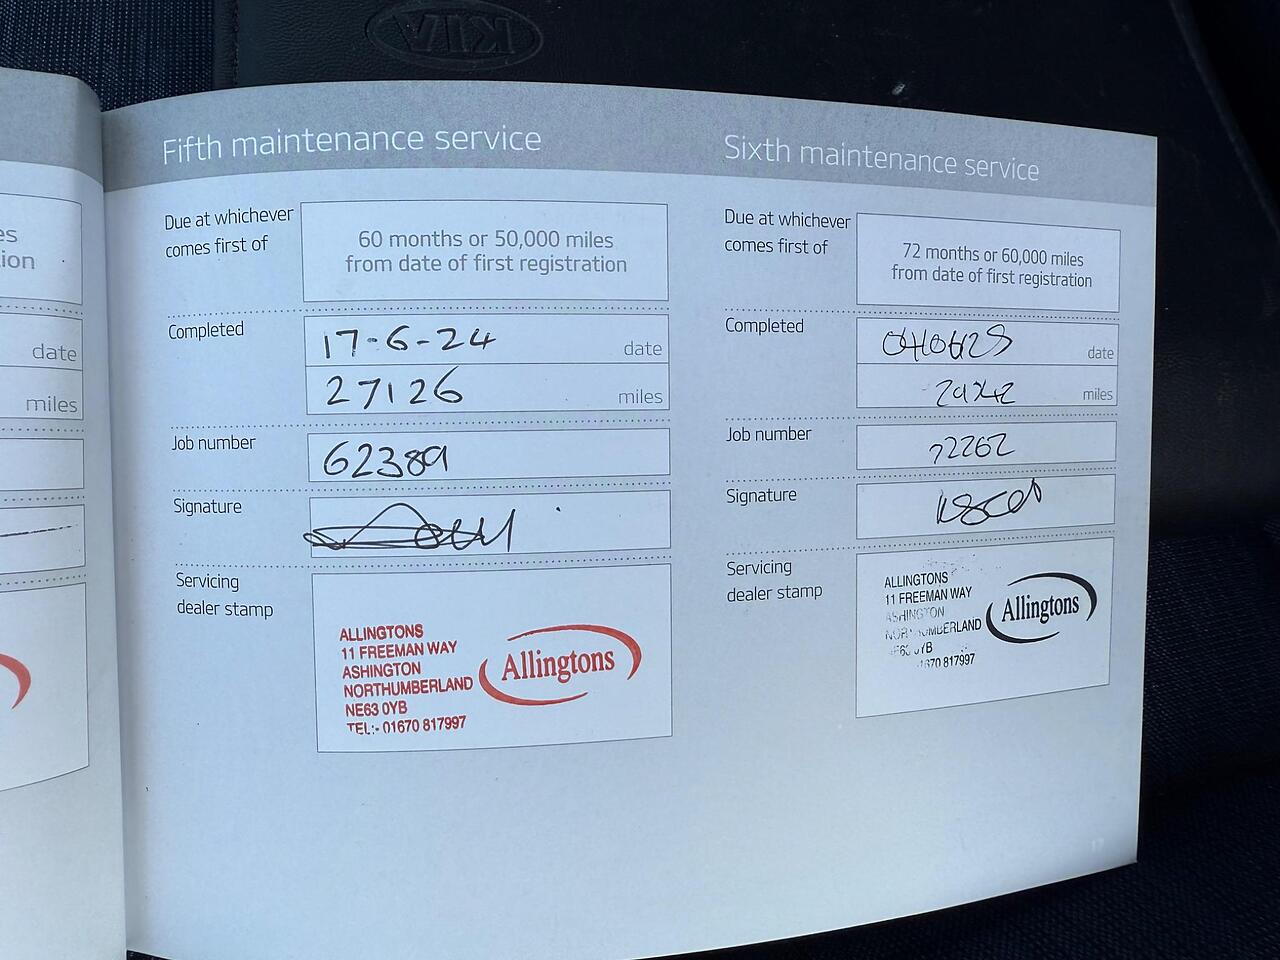 KIA
Fifth maintenance service
Due at whichever
comes first of
60 months or 50,000 miles
from date of first registration
Completed
17-6-24 date
27126 miles
Job number
62389
Signature
Servicing
dealer stamp
ALLINGTONS
11 FREEMAN WAY
ASHINGTON
NORTHUMBERLAND
NE63 0YB
TEL:- 01670 817997
Allingtons
Sixth maintenance service
Due at whichever
comes first of
72 months or 60,000 miles
from date of first registration
Completed
date
miles
Job number
72262
Signature
Servicing
dealer stamp
ALLINGTONS
11 FREEMAN WAY
ASHINGTON
NORTHUMBERLAND
Allingtons
ion
date
miles